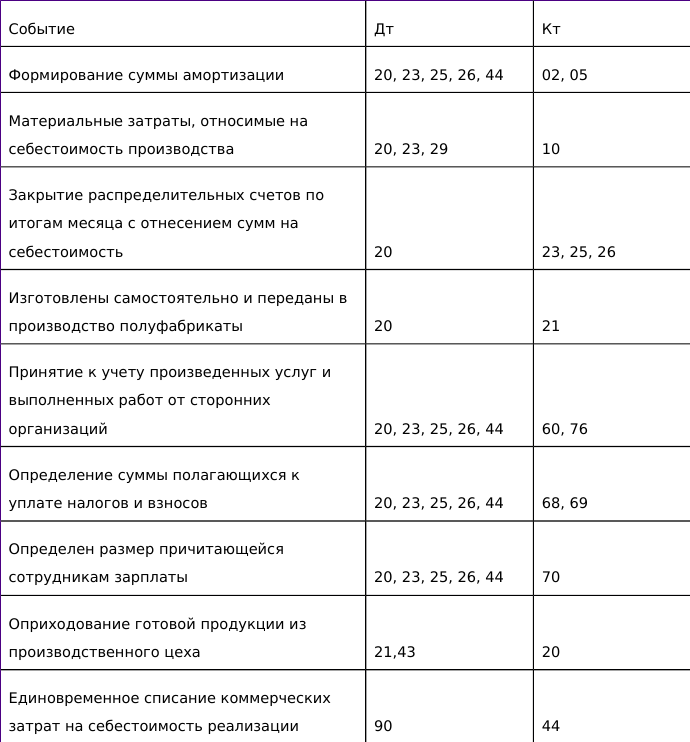 Событие Дт Кт
Формирование суммы амортизации 20, 23, 25, 26, 44 02, 05
Материальные затраты, относимые на
себестоимость производства 20, 23, 29 10
Закрытие распределительных счетов по
итогам месяца с отнесением сумм на
себестоимость 20 23, 25, 26
Изготовлены самостоятельно и переданы в
производство полуфабрикаты 20 21
Принятие к учету произведенных услуг и
выполненных работ от сторонних
организаций 20, 23, 25, 26, 44 60, 76
Определение суммы полагающихся к
уплате налогов и взносов 20, 23, 25, 26, 44 68, 69
Определен размер причитающейся
сотрудникам зарплаты 20, 23, 25, 26, 44 70
Оприходование готовой продукции из
производственного цеха 21,43 20
Единовременное списание коммерческих
затрат на себестоимость реализации 90 44